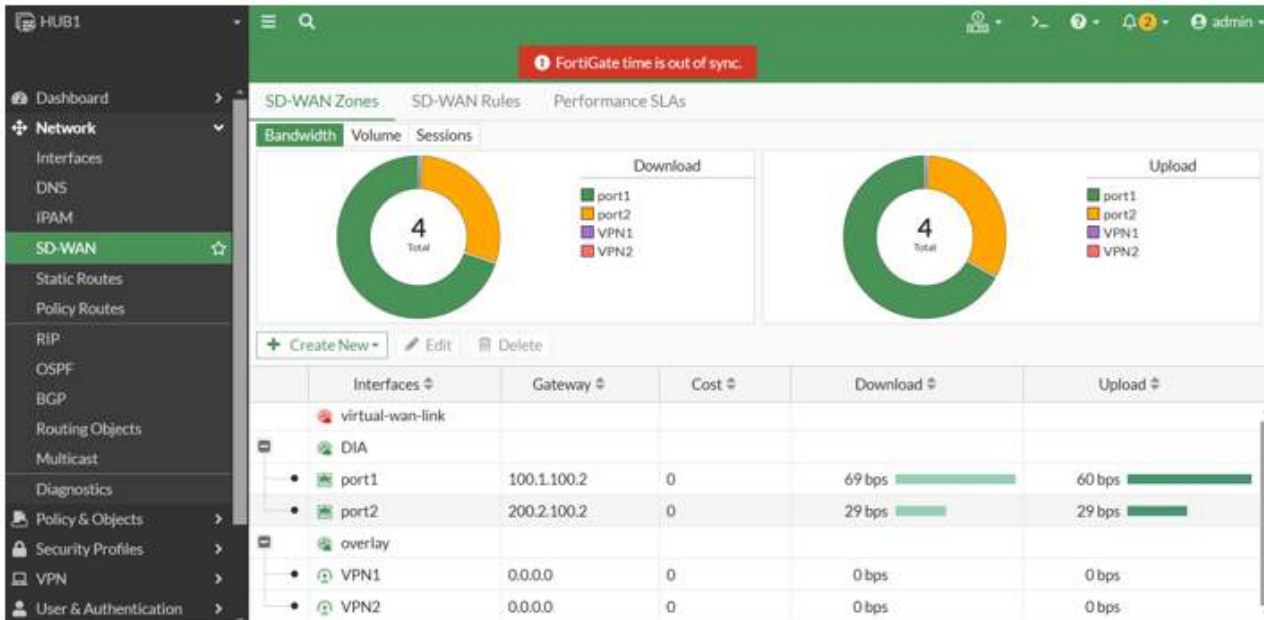 HUB1
admin
FortiGate time is out of sync.
Dashboard
Network
Interfaces
DNS
IPAM
SD-WAN
Static Routes
Policy Routes
RIP
OSPF
BGP
Routing Objects
Multicast
Diagnostics
Policy & Objects
Security Profiles
VPN
User & Authentication
SD-WAN Zones SD-WAN Rules Performance SLAs
Bandwidth Volume Sessions
4
Total
Download
port1
port2
VPN1
VPN2
4
Total
Upload
port1
port2
VPN1
VPN2
Create New Edit Delete
Interfaces Gateway Cost Download Upload
virtual-wan-link
DIA
port1 100.1.100.2 0 69 bps 60 bps
port2 200.2.100.2 0 29 bps 29 bps
overlay
VPN1 0.0.0.0 0 0 bps 0 bps
VPN2 0.0.0.0 0 0 bps 0 bps